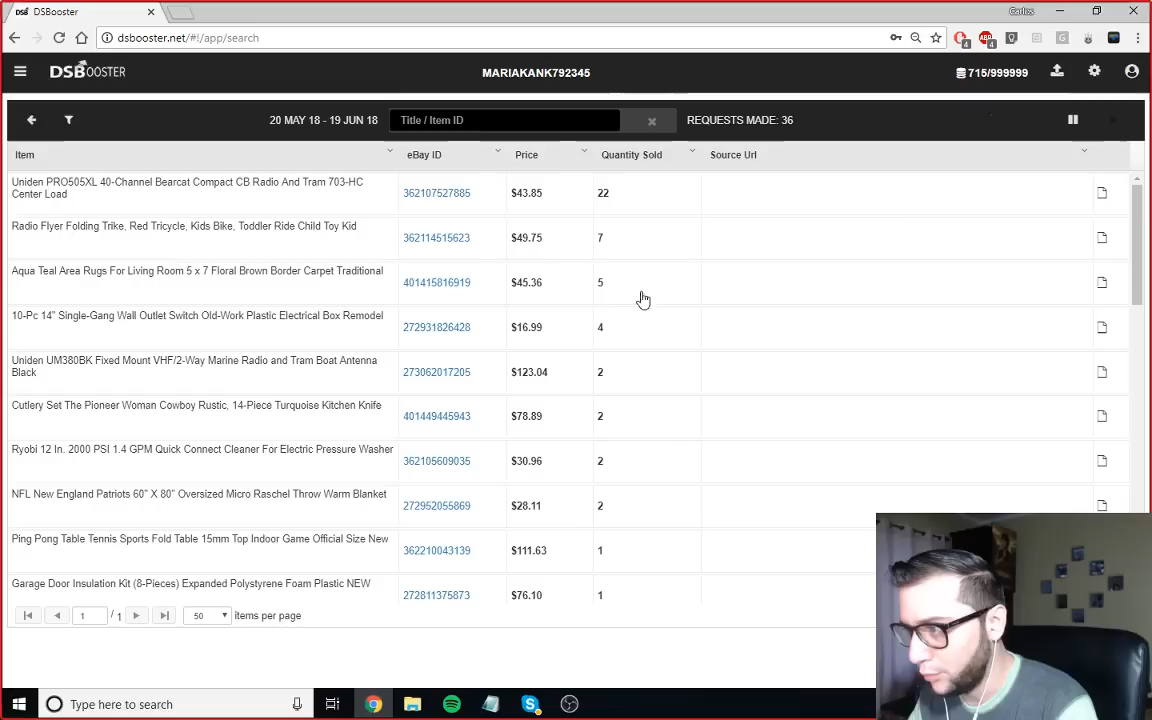 DSB DSBooster
Carlos
dsbooster.net/#!/app/search
4
4
DSBOOSTER
MARIAKANK792345
715/999999
20 MAY 18 - 19 JUN 18
Title / Item ID
REQUESTS MADE: 36
Item eBay ID Price Quantity Sold Source Url
Uniden PRO505XL 40-Channel Bearcat Compact CB Radio And Tram 703-HC
Center Load
362107527885 $43.85 22
Radio Flyer Folding Trike, Red Tricycle, Kids Bike, Toddler Ride Child Toy Kid
362114515623 $49.75 7
Aqua Teal Area Rugs For Living Room 5 x 7 Floral Brown Border Carpet Traditional
401415816919 $45.36 5
10-Pc 14" Single-Gang Wall Outlet Switch Old-Work Plastic Electrical Box Remodel
272931826428 $16.99 4
Uniden UM380BK Fixed Mount VHF/2-Way Marine Radio and Tram Boat Antenna
Black
273062017205 $123.04 2
Cutlery Set The Pioneer Woman Cowboy Rustic, 14-Piece Turquoise Kitchen Knife
401449445943 $78.89 2
Ryobi 12 In. 2000 PSI 1.4 GPM Quick Connect Cleaner For Electric Pressure Washer
362105609035 $30.96 2
NFL New England Patriots 60" X 80" Oversized Micro Raschel Throw Warm Blanket
272952055869 $28.11 2
Ping Pong Table Tennis Sports Fold Table 15mm Top Indoor Game Official Size New
362210043139 $111.63 1
Garage Door Insulation Kit (8-Pieces) Expanded Polystyrene Foam Plastic NEW
272811375873 $76.10 1
1 / 1 50 items per page
Type here to search